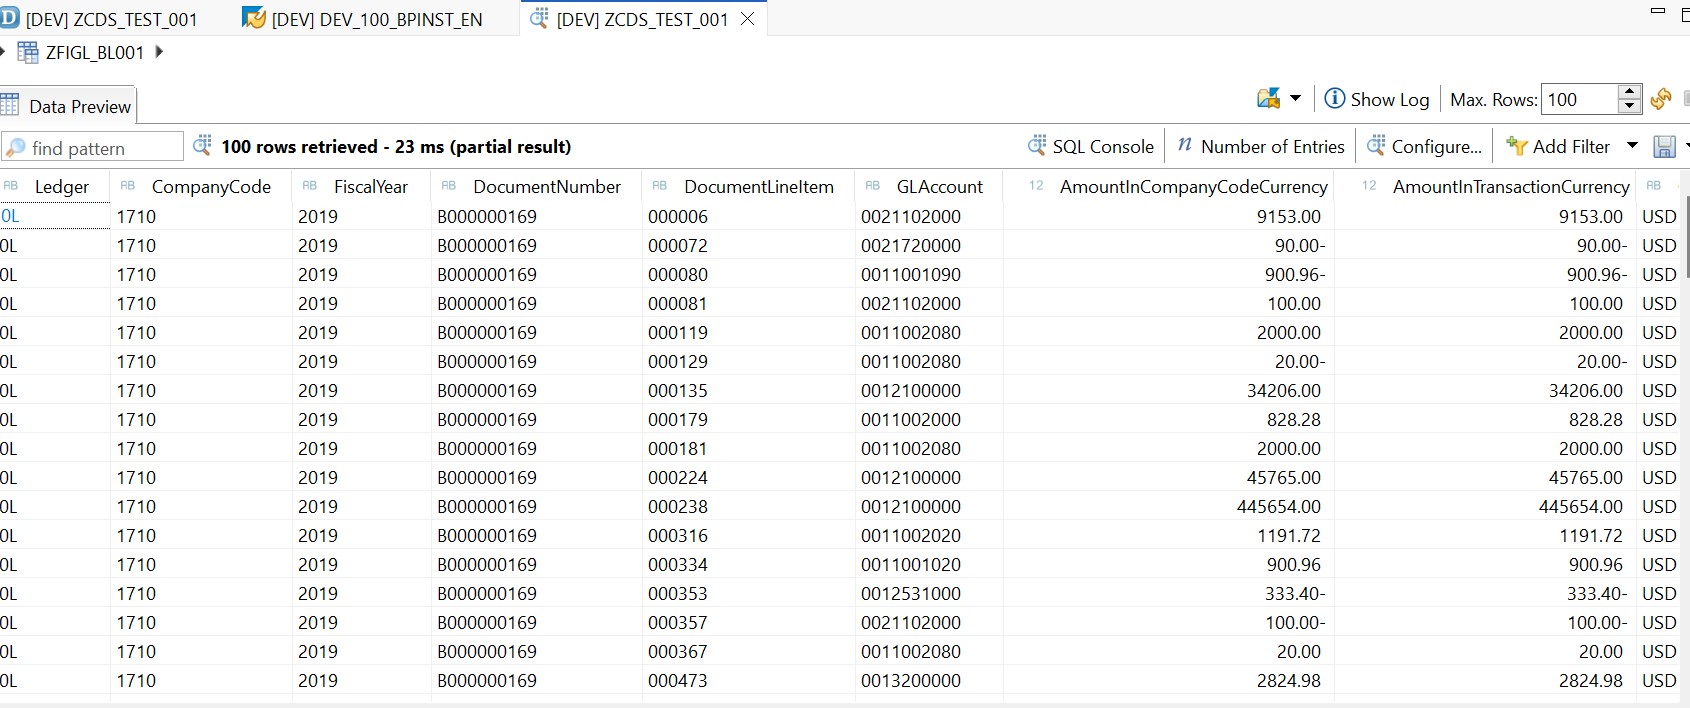 [DEV] ZCDS_TEST_001 [DEV] DEV_100_BPINST_EN [DEV] ZCDS_TEST_001
ZFIGL_BL001
Data Preview Show Log Max. Rows: 100
find pattern 100 rows retrieved - 23 ms (partial result) SQL Console n Number of Entries Configure... Add Filter
AB Ledger AB CompanyCode AB FiscalYear AB DocumentNumber AB DocumentLineItem AB GLAccount 12 AmountInCompanyCodeCurrency 12 AmountInTransactionCurrency AB
0L 1710 2019 B000000169 000006 0021102000 9153.00 9153.00 USD
0L 1710 2019 B000000169 000072 0021720000 90.00- 90.00- USD
0L 1710 2019 B000000169 000080 0011001090 900.96- 900.96- USD
0L 1710 2019 B000000169 000081 0021102000 100.00 100.00 USD
0L 1710 2019 B000000169 000119 0011002080 2000.00 2000.00 USD
0L 1710 2019 B000000169 000129 0011002080 20.00- 20.00- USD
0L 1710 2019 B000000169 000135 0012100000 34206.00 34206.00 USD
0L 1710 2019 B000000169 000179 0011002000 828.28 828.28 USD
0L 1710 2019 B000000169 000181 0011002080 2000.00 2000.00 USD
0L 1710 2019 B000000169 000224 0012100000 45765.00 45765.00 USD
0L 1710 2019 B000000169 000238 0012100000 445654.00 445654.00 USD
0L 1710 2019 B000000169 000316 0011002020 1191.72 1191.72 USD
0L 1710 2019 B000000169 000334 0011001020 900.96 900.96 USD
0L 1710 2019 B000000169 000353 0012531000 333.40- 333.40- USD
0L 1710 2019 B000000169 000357 0021102000 100.00- 100.00- USD
0L 1710 2019 B000000169 000367 0011002080 20.00 20.00 USD
0L 1710 2019 B000000169 000473 0013200000 2824.98 2824.98 USD